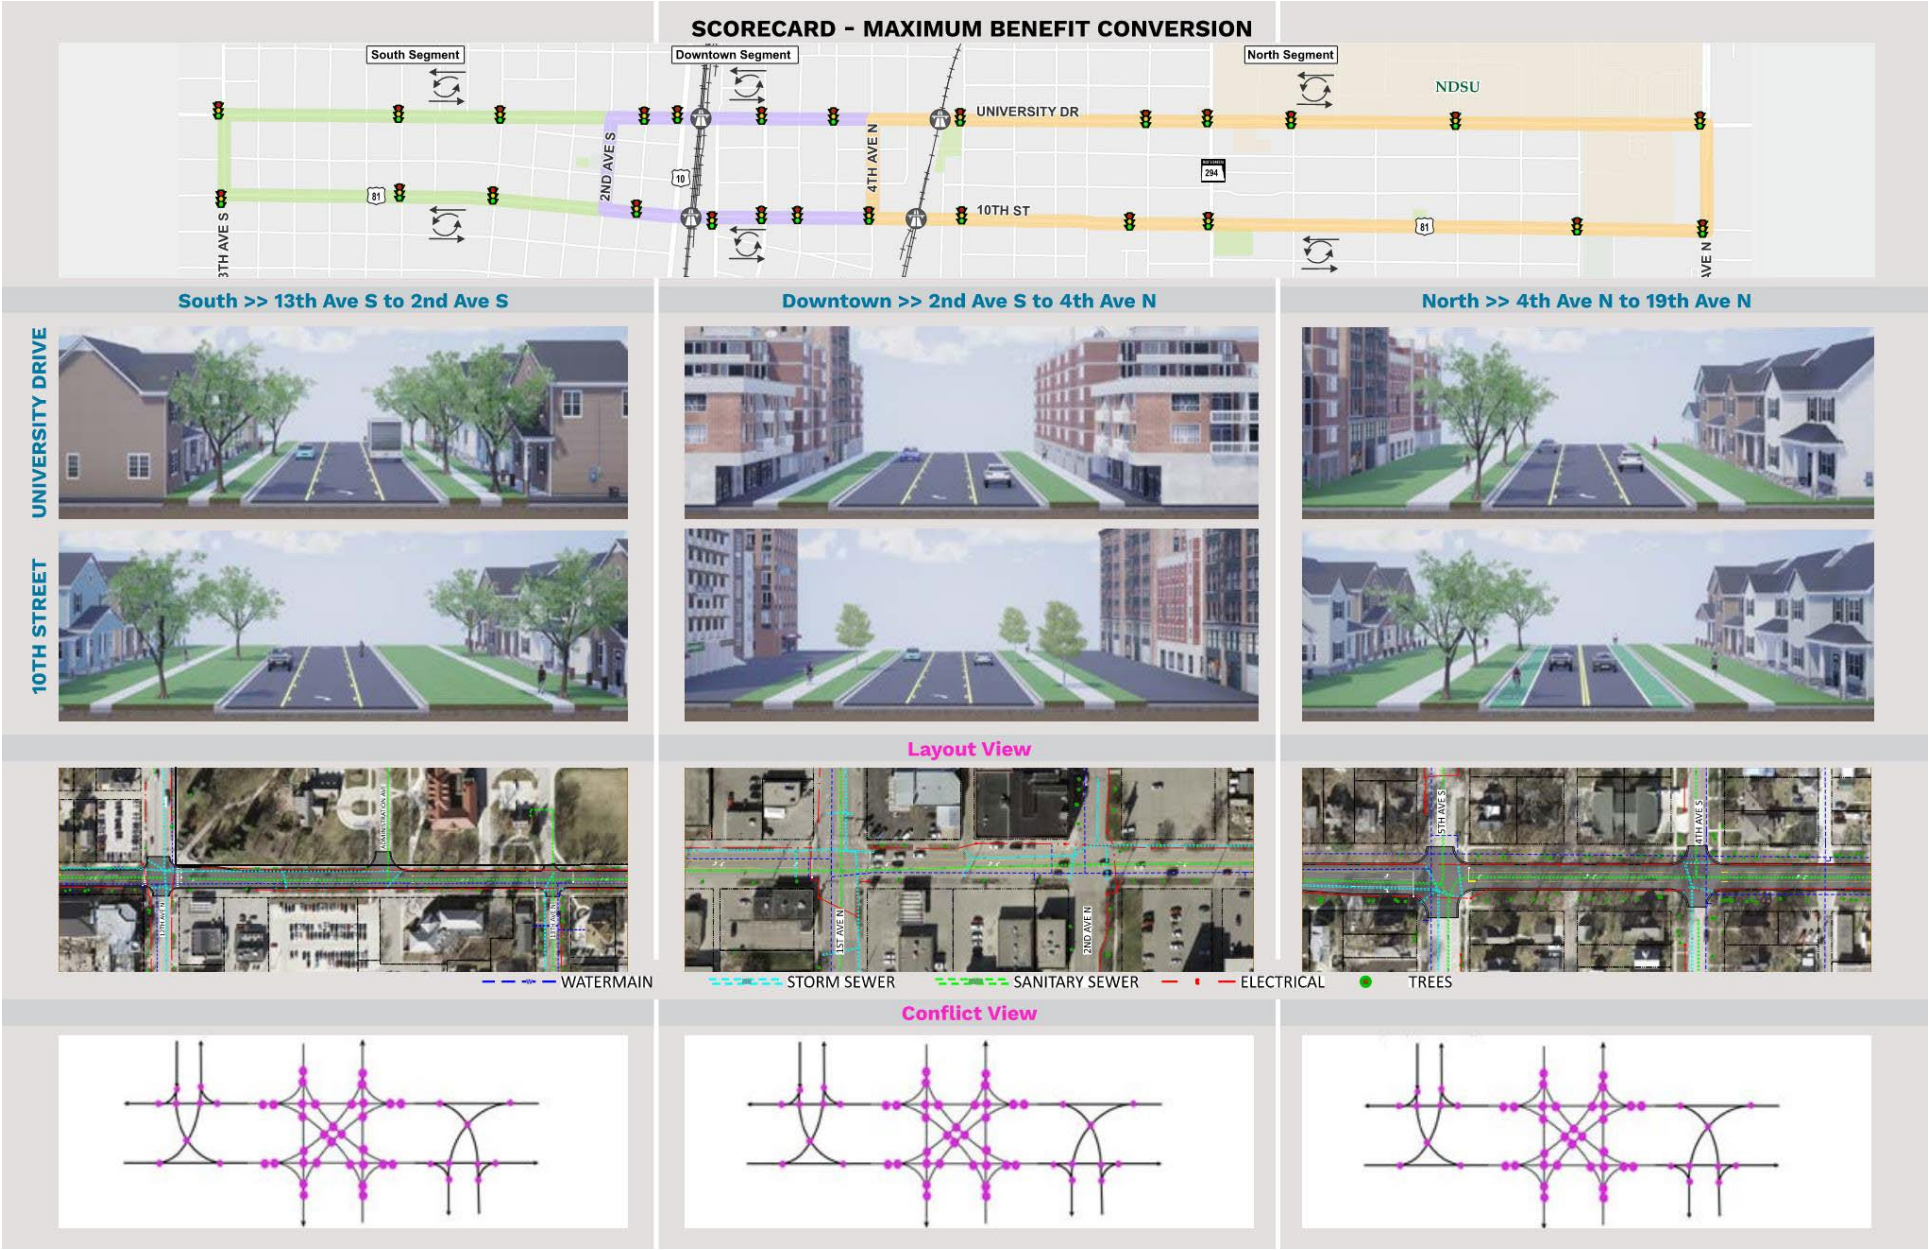 SCORECARD - MAXIMUM BENEFIT CONVERSION
South Segment
Downtown Segment
North Segment
NDSU
UNIVERSITY DR
2ND AVE S
4TH AVE N
10
294
81
10TH ST
81
AVE N
South >> 13th Ave S to 2nd Ave S
Downtown >> 2nd Ave S to 4th Ave N
North >> 4th Ave N to 19th Ave N
UNIVERSITY DRIVE
10TH STREET
Layout View
ADMINISTRATION AVE
1ST AVE N
2ND AVE N
5TH AVE S
4TH AVE S
WATERMAIN
STORM SEWER
SANITARY SEWER
ELECTRICAL
TREES
Conflict View